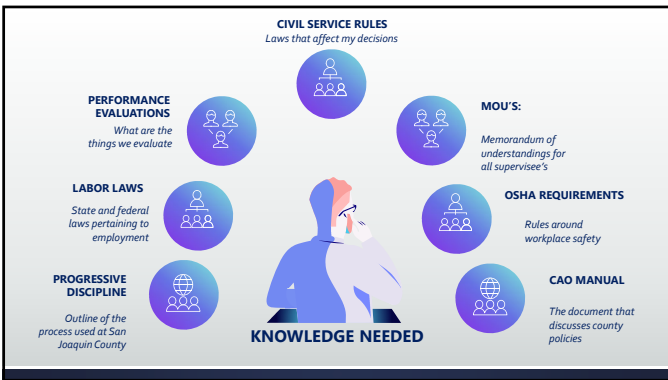 CIVIL SERVICE RULES
Laws that affect my decisions
PERFORMANCE
EVALUATIONS
What are the
things we evaluate
MOU'S:
Memorandum of
understandings for
all supervisee's
LABOR LAWS
State and federal
laws pertaining to
employment
OSHA REQUIREMENTS
Rules around
workplace safety
PROGRESSIVE
DISCIPLINE
Outline of the
process used at San
Joaquin County
CAO MANUAL
The document that
discusses county
policies
KNOWLEDGE NEEDED